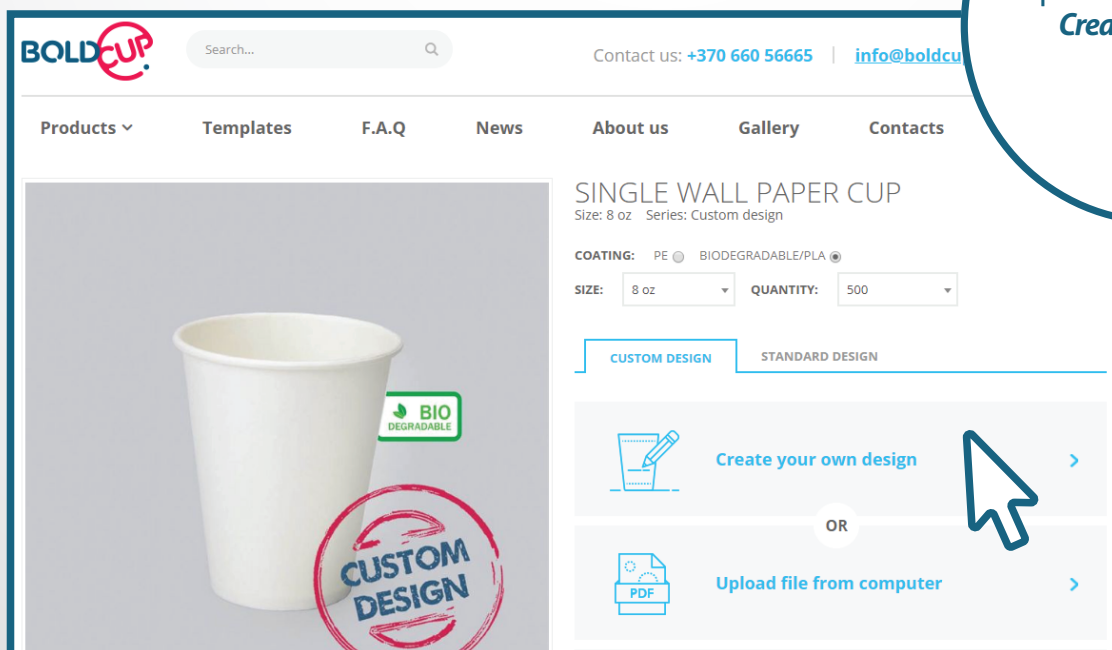 Crea
BOLDCUP.
Search...
Contact us: +370 660 56665 | info@boldcu
Products
Templates
F.A.Q
News
About us
Gallery
Contacts
SINGLE WALL PAPER CUP
Size: 8 oz Series: Custom design
COATING: PE BIODEGRADABLE/PLA
SIZE: 8 oz QUANTITY: 500
CUSTOM DESIGN
STANDARD DESIGN
BIO
DEGRADABLE
CUSTOM
DESIGN
Create your own design
OR
PDF
Upload file from computer